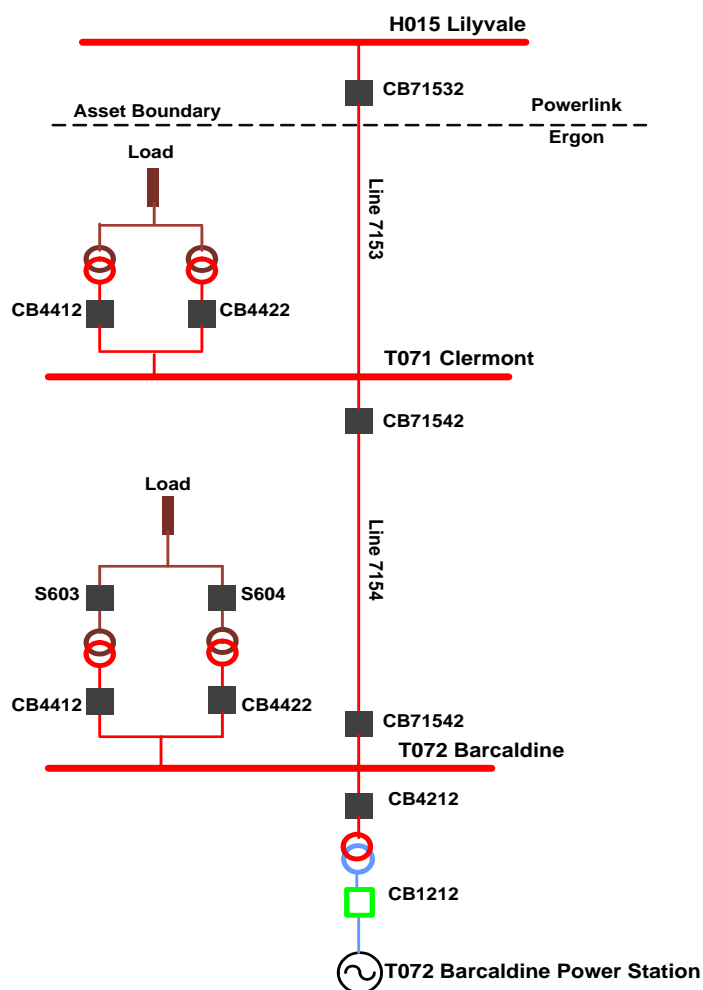 H015 Lilyvale
CB71532
Asset Boundary
Powerlink
Ergon
Load
Line 7153
CB4412
CB4422
T071 Clermont
CB71542
Load
Line 7154
S603
S604
CB4412
CB4422
CB71542
T072 Barcaldine
CB4212
CB1212
T072 Barcaldine Power Station